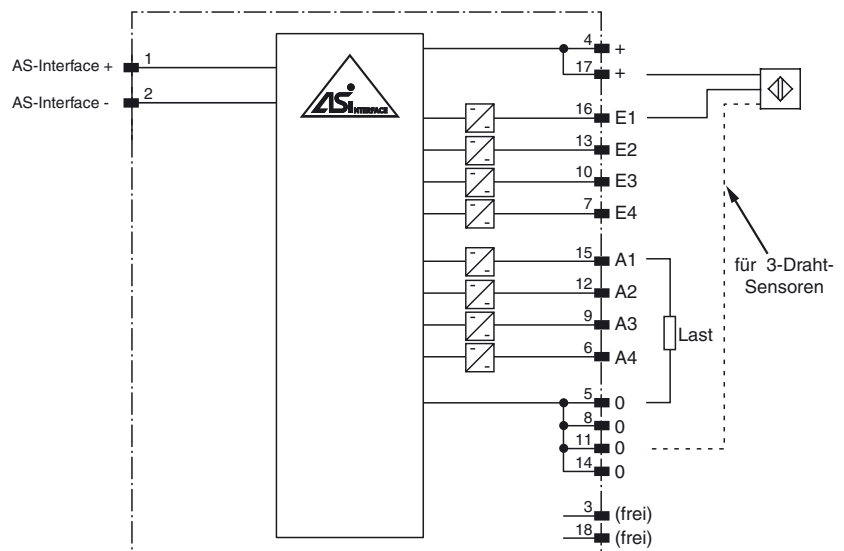 AS-Interface + 1
AS-Interface - 2
ASi INTERFACE
4 +
17 +
16 E1
13 E2
10 E3
7 E4
15 A1
12 A2
9 A3
6 A4
5 0
8 0
11 0
14 0
3 (frei)
18 (frei)
Last
für 3-Draht-
Sensoren